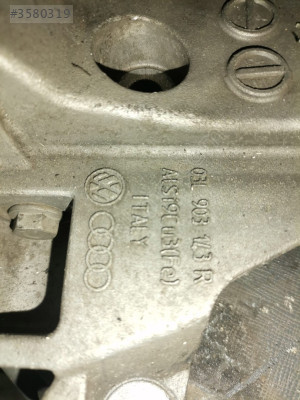 #3580319
03L 903 143 R
AlSi9Cu3(Fe)
ITALY